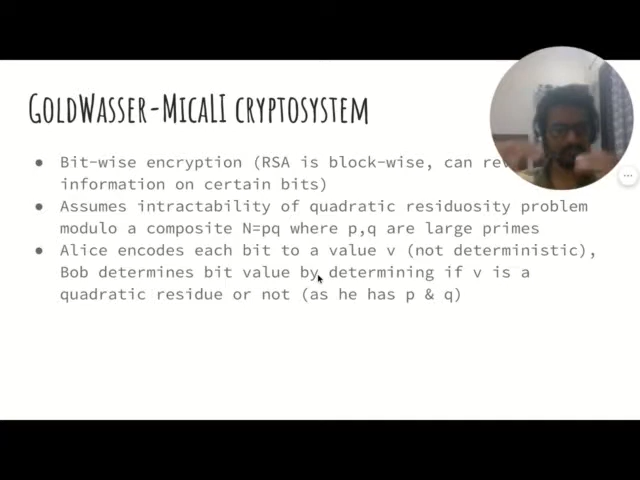 GoldWasser-MicaLI cryptosystem
● Bit-wise encryption (RSA is block-wise, can
information on certain bits)
● Assumes intractability of quadratic residuosity problem
modulo a composite N=pq where p,q are large primes
● Alice encodes each bit to a value v (not deterministic),
Bob determines bit value by determining if v is a
quadratic residue or not (as he has p & q)